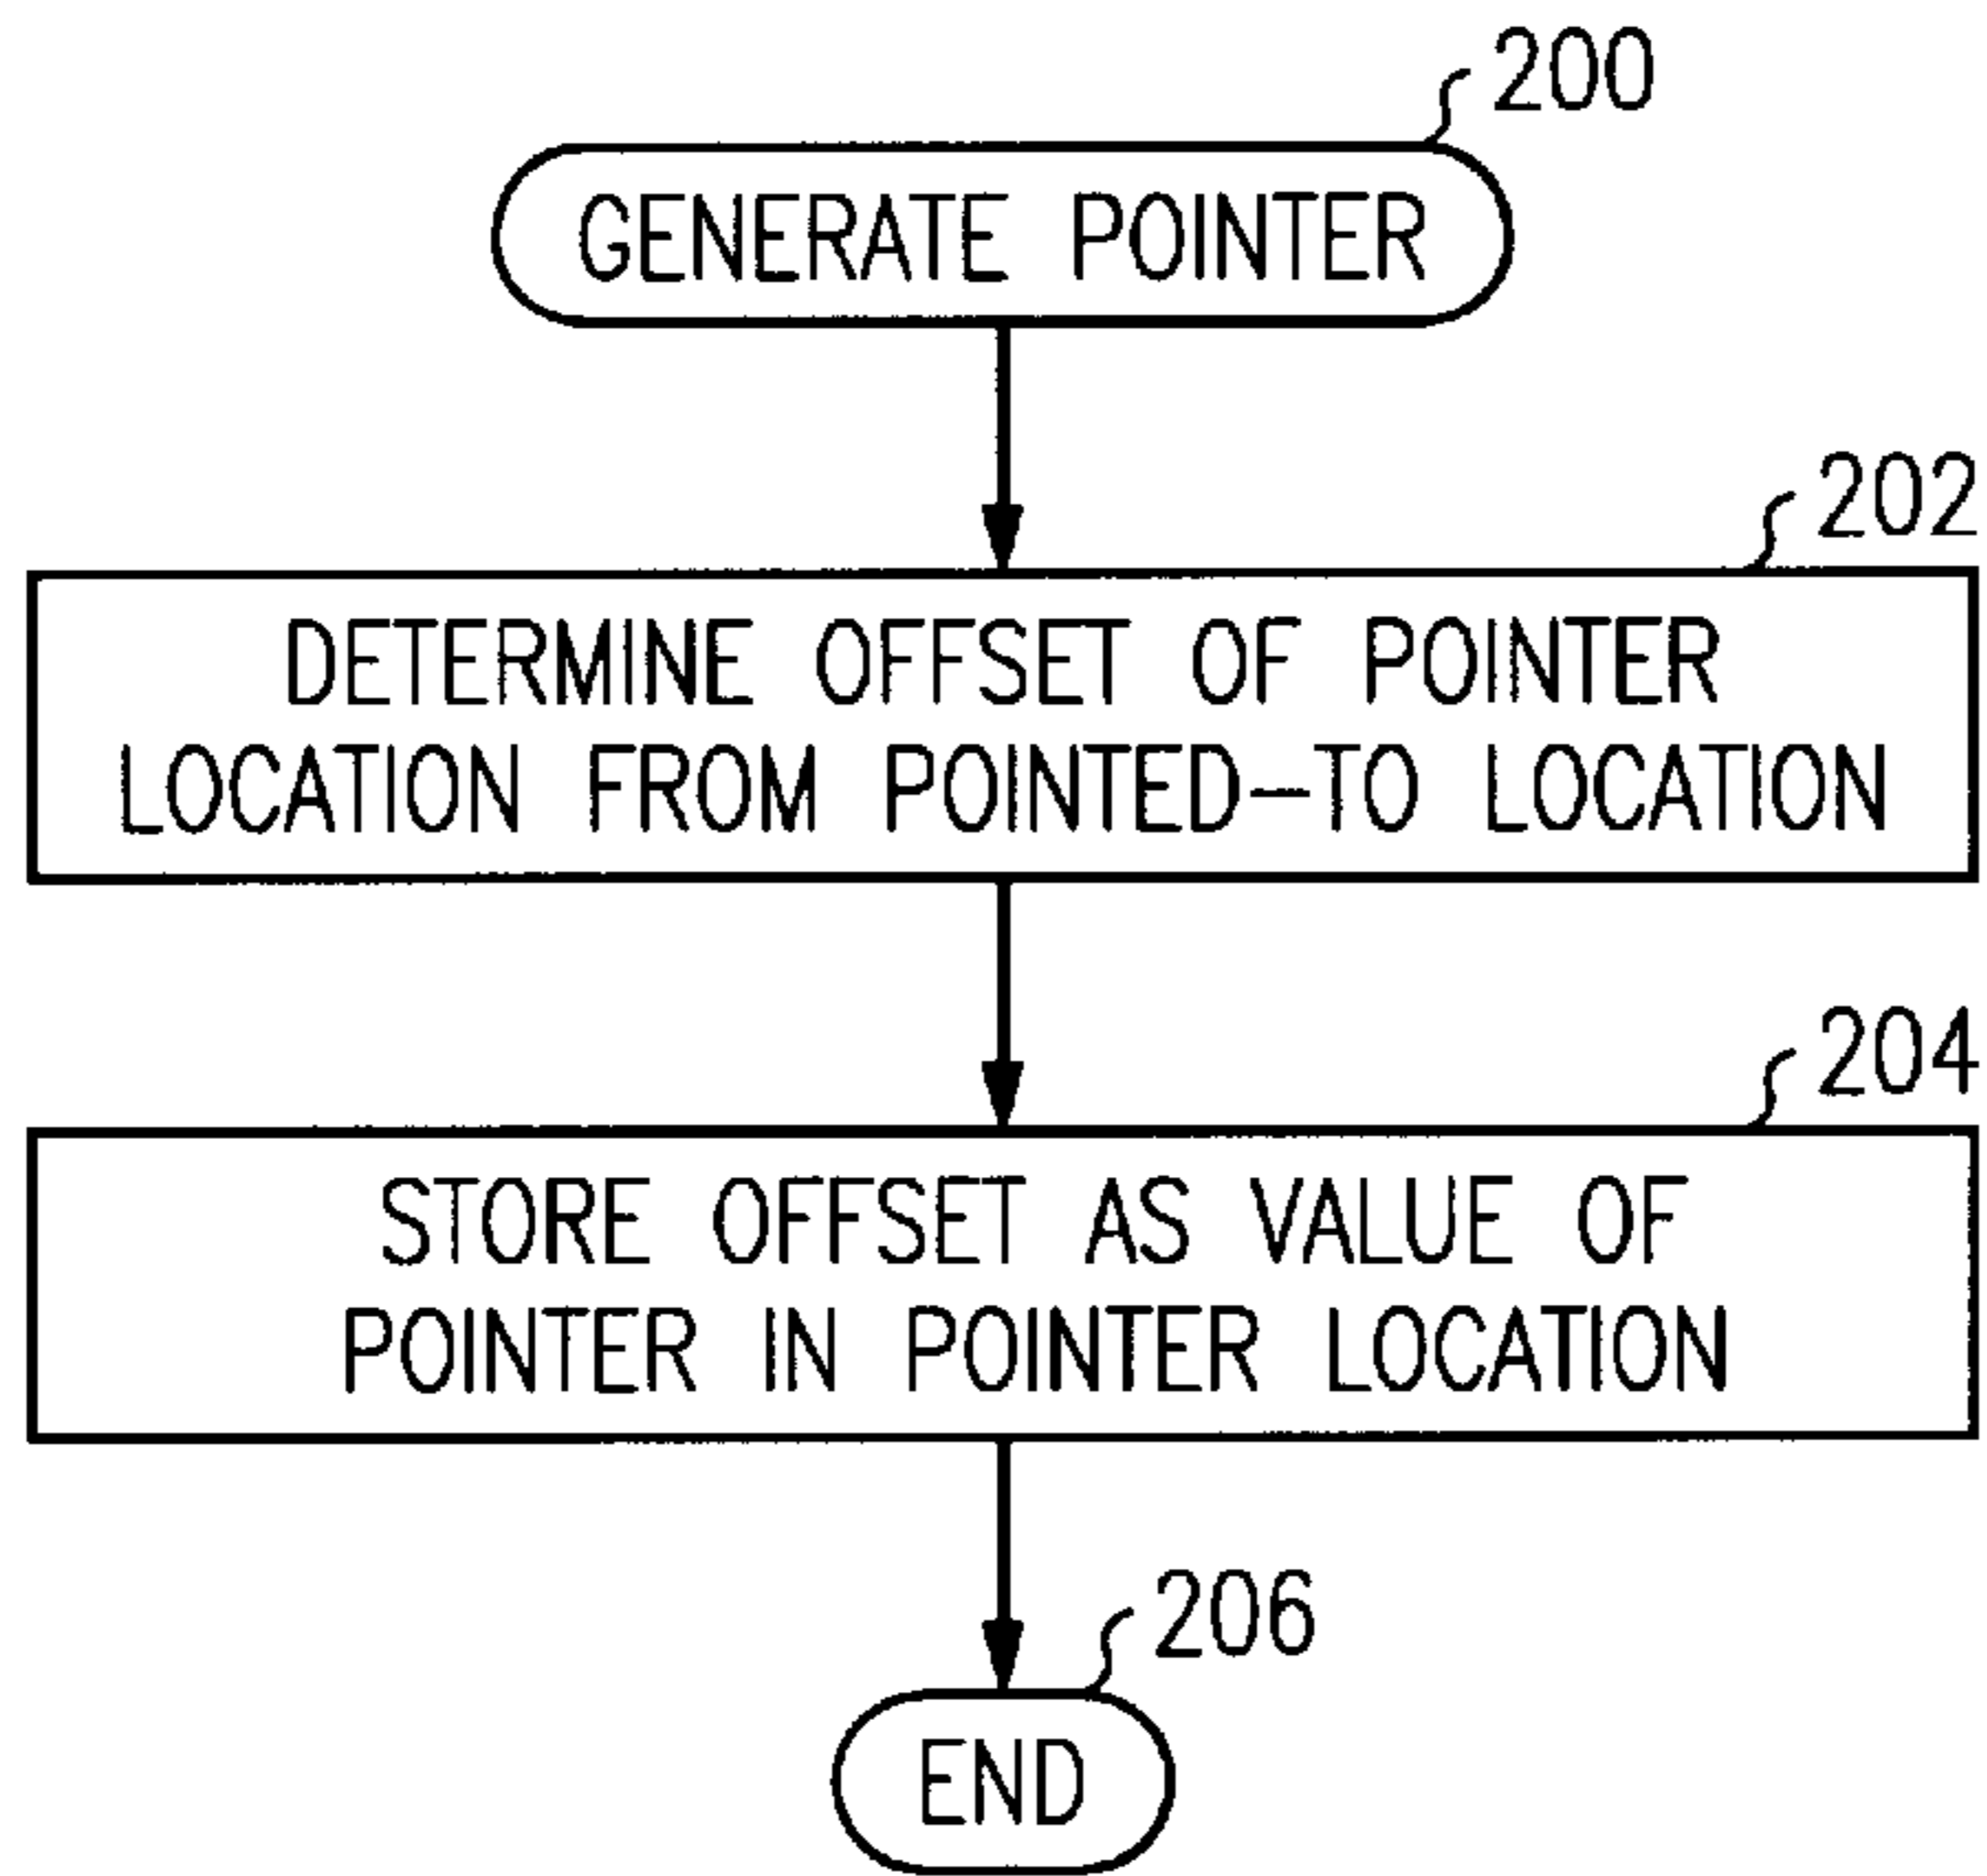 200
GENERATE POINTER
202
DETERMINE OFFSET OF POINTER
LOCATION FROM POINTED-TO LOCATION
204
STORE OFFSET AS VALUE OF
POINTER IN POINTER LOCATION
206
END